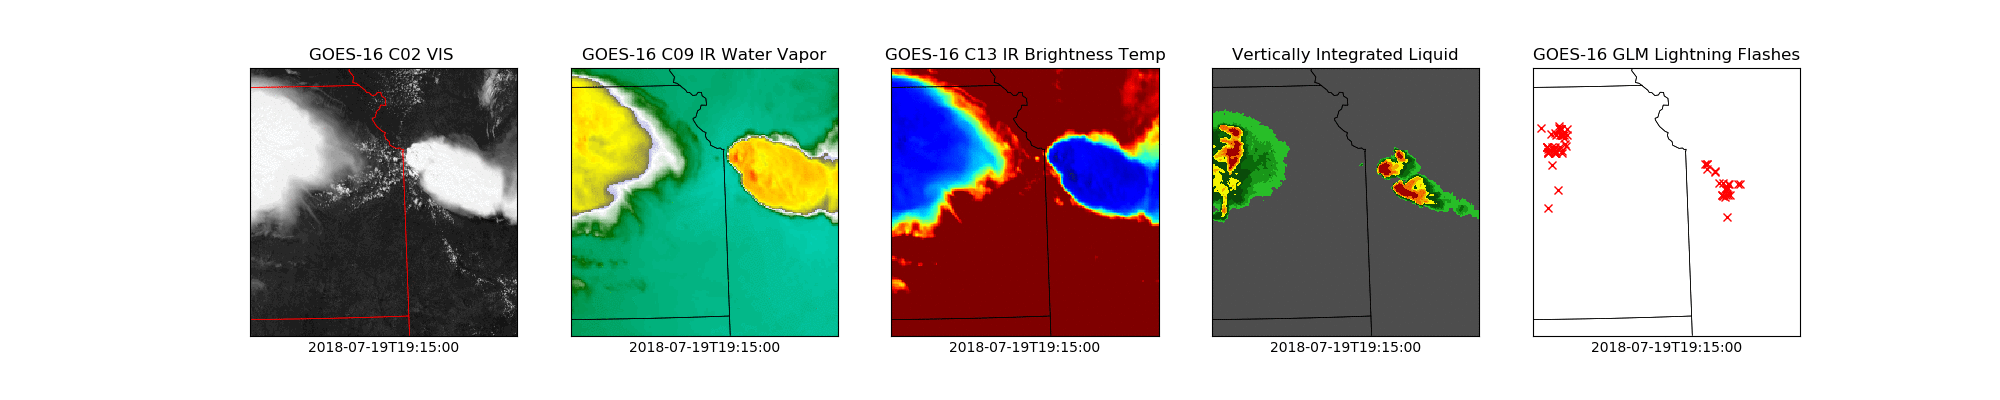 GOES-16 C02 VIS
GOES-16 C09 IR Water Vapor
GOES-16 C13 IR Brightness Temp
Vertically Integrated Liquid
GOES-16 GLM Lightning Flashes
2018-07-19T19:15:00
2018-07-19T19:15:00
2018-07-19T19:15:00
2018-07-19T19:15:00
2018-07-19T19:15:00